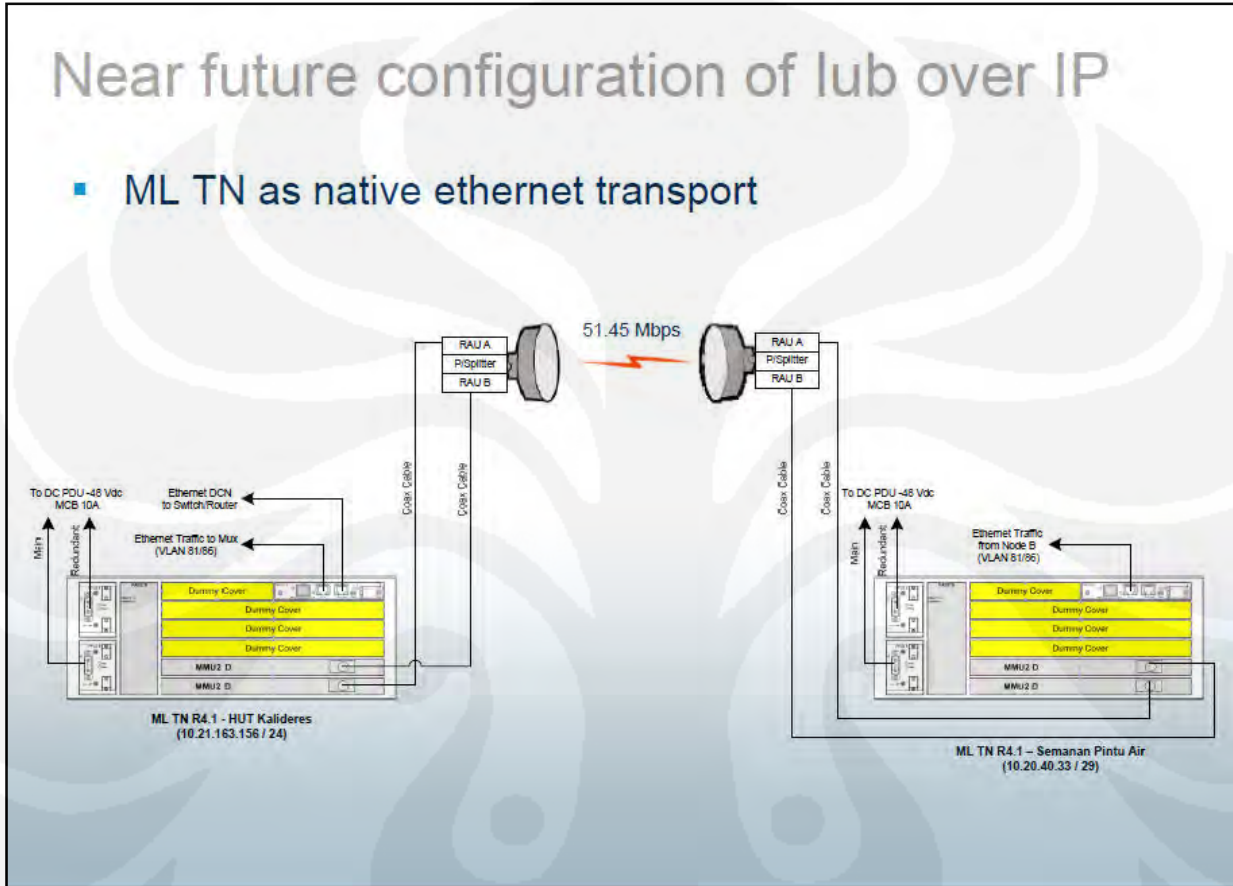 Near future configuration of Iub over IP
▪ ML TN as native ethernet transport
51.45 Mbps
RAU A
P/Splitter
RAU B
RAU A
P/Splitter
RAU B
Coax Cable
Coax Cable
Coax Cable
Coax Cable
To DC PDU -48 Vdc
MCB 10A
Ethernet DCN
to Switch/Router
Main
Redundant
Ethernet Traffic to Mux
(VLAN 81/86)
Dummy Cover
Dummy Cover
Dummy Cover
Dummy Cover
MMU2 D
MMU2 D
ML TN R4.1 - HUT Kalideres
(10.21.163.156 / 24)
To DC PDU -48 Vdc
MCB 10A
Main
Redundant
Ethernet Traffic
from Node B
(VLAN 81/86)
Dummy Cover
Dummy Cover
Dummy Cover
Dummy Cover
MMU2 D
MMU2 D
ML TN R4.1 – Semanan Pintu Air
(10.20.40.33 / 29)